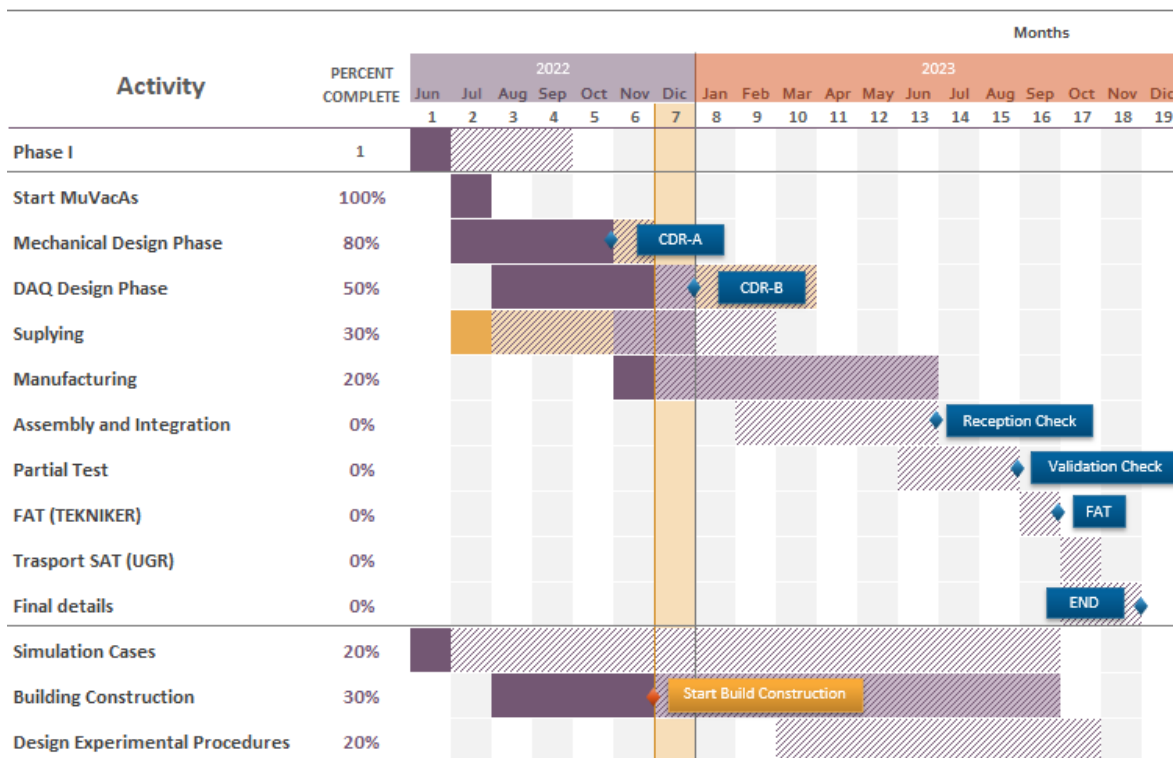 Months
Activity
PERCENT
COMPLETE
2022
2023
Jun Jul Aug Sep Oct Nov Dic Jan Feb Mar Apr May Jun Jul Aug Sep Oct Nov Dic
1 2 3 4 5 6 7 8 9 10 11 12 13 14 15 16 17 18 19
Phase I 1
Start MuVacAs 100%
Mechanical Design Phase 80% CDR-A
DAQ Design Phase 50% CDR-B
Suplying 30%
Manufacturing 20%
Assembly and Integration 0% Reception Check
Partial Test 0% Validation Check
FAT (TEKNIKER) 0% FAT
Trasport SAT (UGR) 0%
Final details 0% END
Simulation Cases 20%
Building Construction 30% Start Build Construction
Design Experimental Procedures 20%